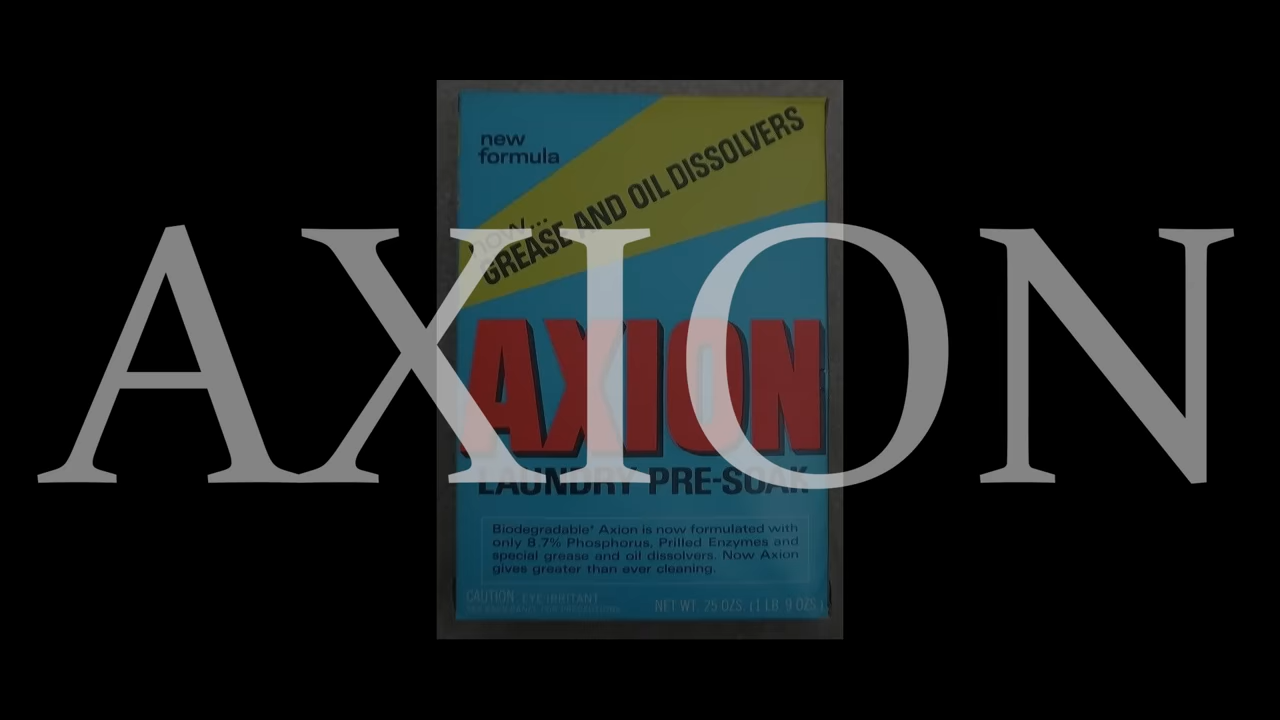 new
formula
now...
GREASE AND OIL DISSOLVERS
AXION
AXION
LAUNDRY PRE-SOAK
Biodegradable* Axion is now formulated with
only 8.7% Phosphorus, Prilled Enzymes and
special grease and oil dissolvers. Now Axion
gives greater than ever cleaning.
CAUTION: EYE IRRITANT
NET WT. 25 OZS. (1 LB. 9 OZS.)